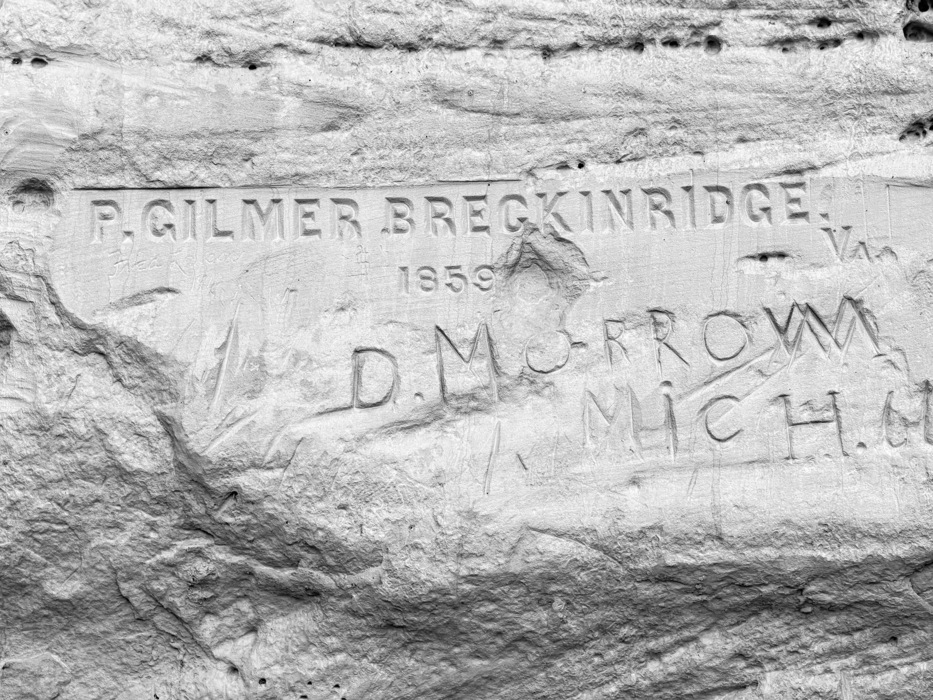 P. GILMER BRECKINRIDGE. Va
1859
D. MORROW
MICH.